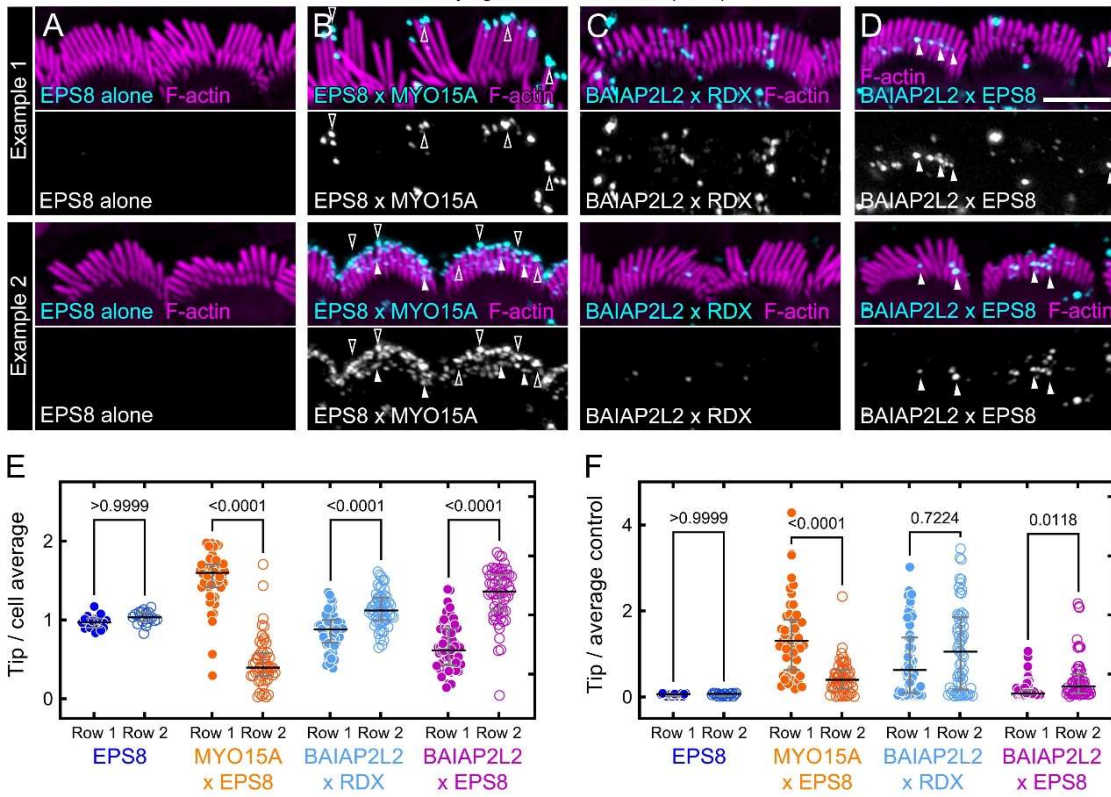 A
B
C
D
Example 1
EPS8 alone F-actin
EPS8 x MYO15A F-actin
BAIAP2L2 x RDX F-actin
F-actin
BAIAP2L2 x EPS8
EPS8 alone
EPS8 x MYO15A
BAIAP2L2 x RDX
BAIAP2L2 x EPS8
Example 2
EPS8 alone F-actin
EPS8 x MYO15A F-actin
BAIAP2L2 x RDX F-actin
BAIAP2L2 x EPS8 F-actin
EPS8 alone
EPS8 x MYO15A
BAIAP2L2 x RDX
BAIAP2L2 x EPS8
E
Tip / cell average
2
1
0
>0.9999
<0.0001
<0.0001
<0.0001
Row 1 Row 2
EPS8
Row 1 Row 2
MYO15A
x EPS8
Row 1 Row 2
BAIAP2L2
x RDX
Row 1 Row 2
BAIAP2L2
x EPS8
F
Tip / average control
4
2
0
>0.9999
<0.0001
0.7224
0.0118
Row 1 Row 2
EPS8
Row 1 Row 2
MYO15A
x EPS8
Row 1 Row 2
BAIAP2L2
x RDX
Row 1 Row 2
BAIAP2L2
x EPS8